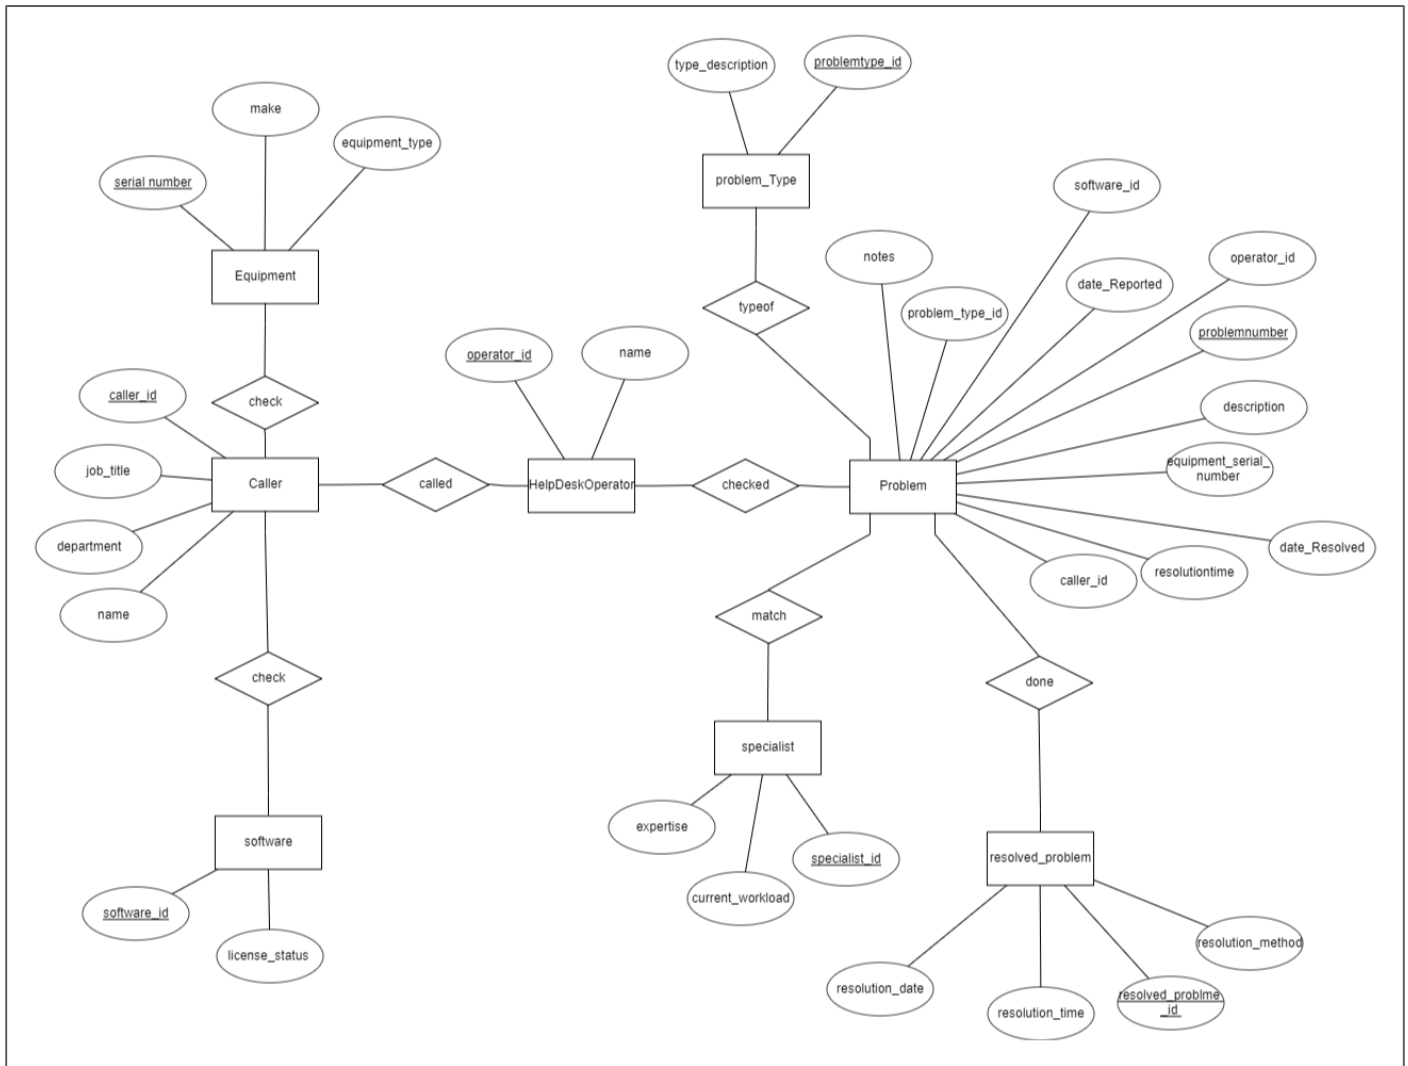 type_description
problemtype_id
make
equipment_type
serial number
problem_Type
software_id
notes
operator_id
Equipment
date_Reported
typeof
problem_type_id
problemnumber
operator_id
name
caller_id
check
description
job_title
equipment_serial_
number
Caller
called
HelpDeskOperator
checked
Problem
department
date_Resolved
resolutiontime
caller_id
name
match
check
done
specialist
expertise
software
specialist_id
resolved_problem
current_workload
software_id
license_status
resolution_method
resolution_date
resolved_problme
_id
resolution_time